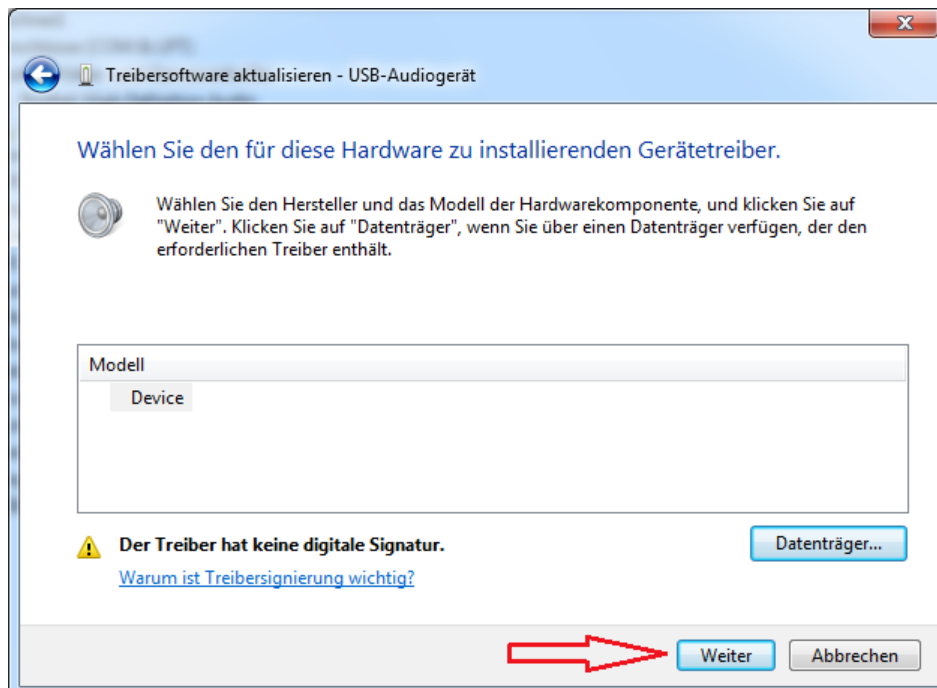 Treibersoftware aktualisieren - USB-Audiogerät
Wählen Sie den für diese Hardware zu installierenden Gerätetreiber.
Wählen Sie den Hersteller und das Modell der Hardwarekomponente, und klicken Sie auf
"Weiter". Klicken Sie auf "Datenträger", wenn Sie über einen Datenträger verfügen, der den
erforderlichen Treiber enthält.
Modell
Device
Der Treiber hat keine digitale Signatur.
Datenträger...
Warum ist Treibersignierung wichtig?
Weiter
Abbrechen